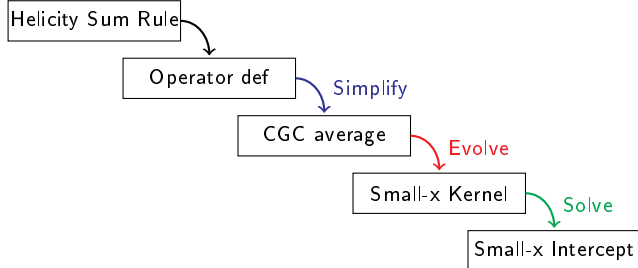 Helicity Sum Rule
Operator def
Simplify
CGC average
Evolve
Small-x Kernel
Solve
Small-x Intercept